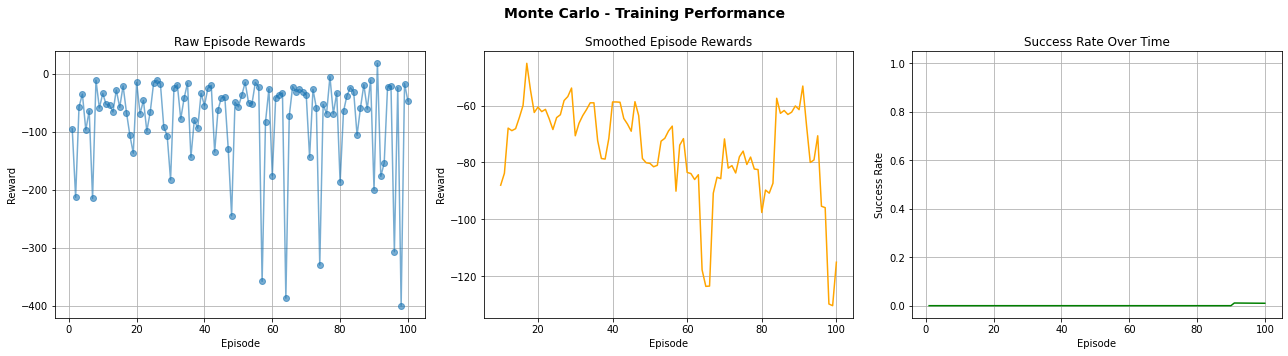 Monte Carlo - Training Performance
Raw Episode Rewards
Reward
0
−100
−200
−300
−400
0 20 40 60 80 100
Episode
Smoothed Episode Rewards
Reward
−60
−80
−100
−120
20 40 60 80 100
Episode
Success Rate Over Time
Success Rate
1.0
0.8
0.6
0.4
0.2
0.0
0 20 40 60 80 100
Episode